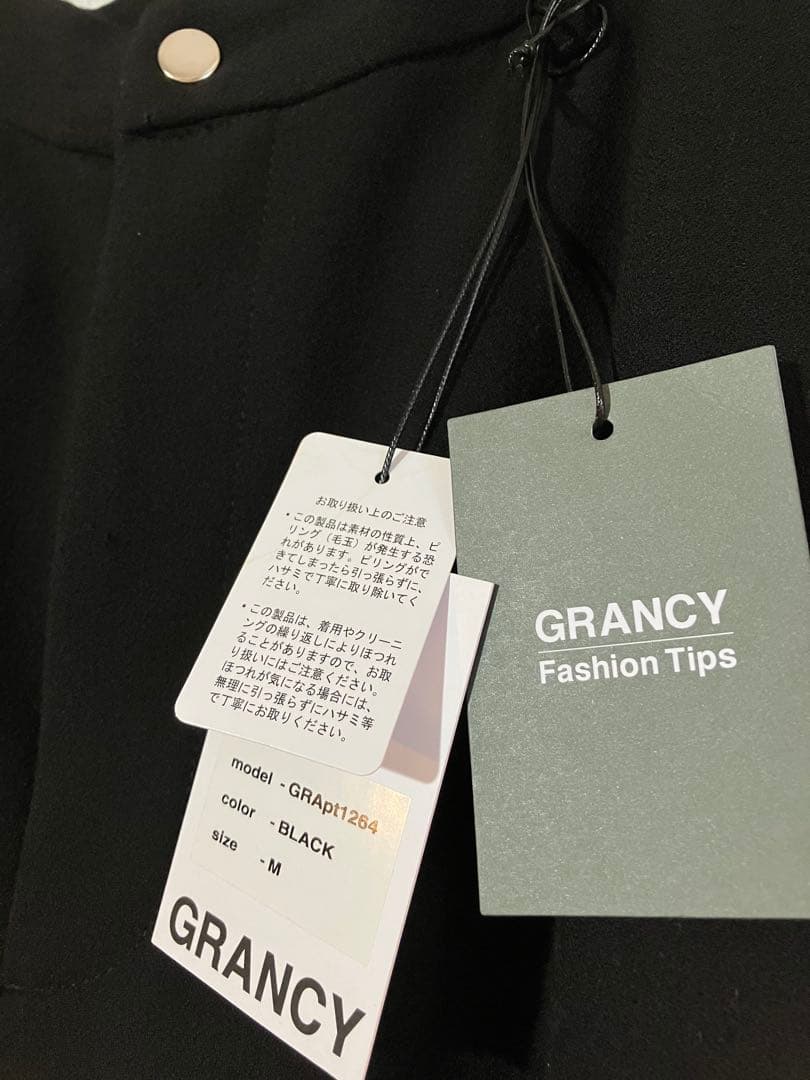 お取り扱い上のご注意
・この製品は素材の性質上、ピ
リング（毛玉）が発生する恐
れがあります。ピリングがで
きてしまったら引っ張らずに、
ハサミで丁寧に取り除いてく
ださい。
・この製品は、着用やクリーニ
ングの繰り返しによりほつれ
ることがありますので、お取
り扱いにはご注意ください。
ほつれが気になる場合には、
無理に引っ張らずにハサミ等
で丁寧にお取りください。
model - GRApt1264
color - BLACK
size - M
GRANCY
GRANCY
Fashion Tips